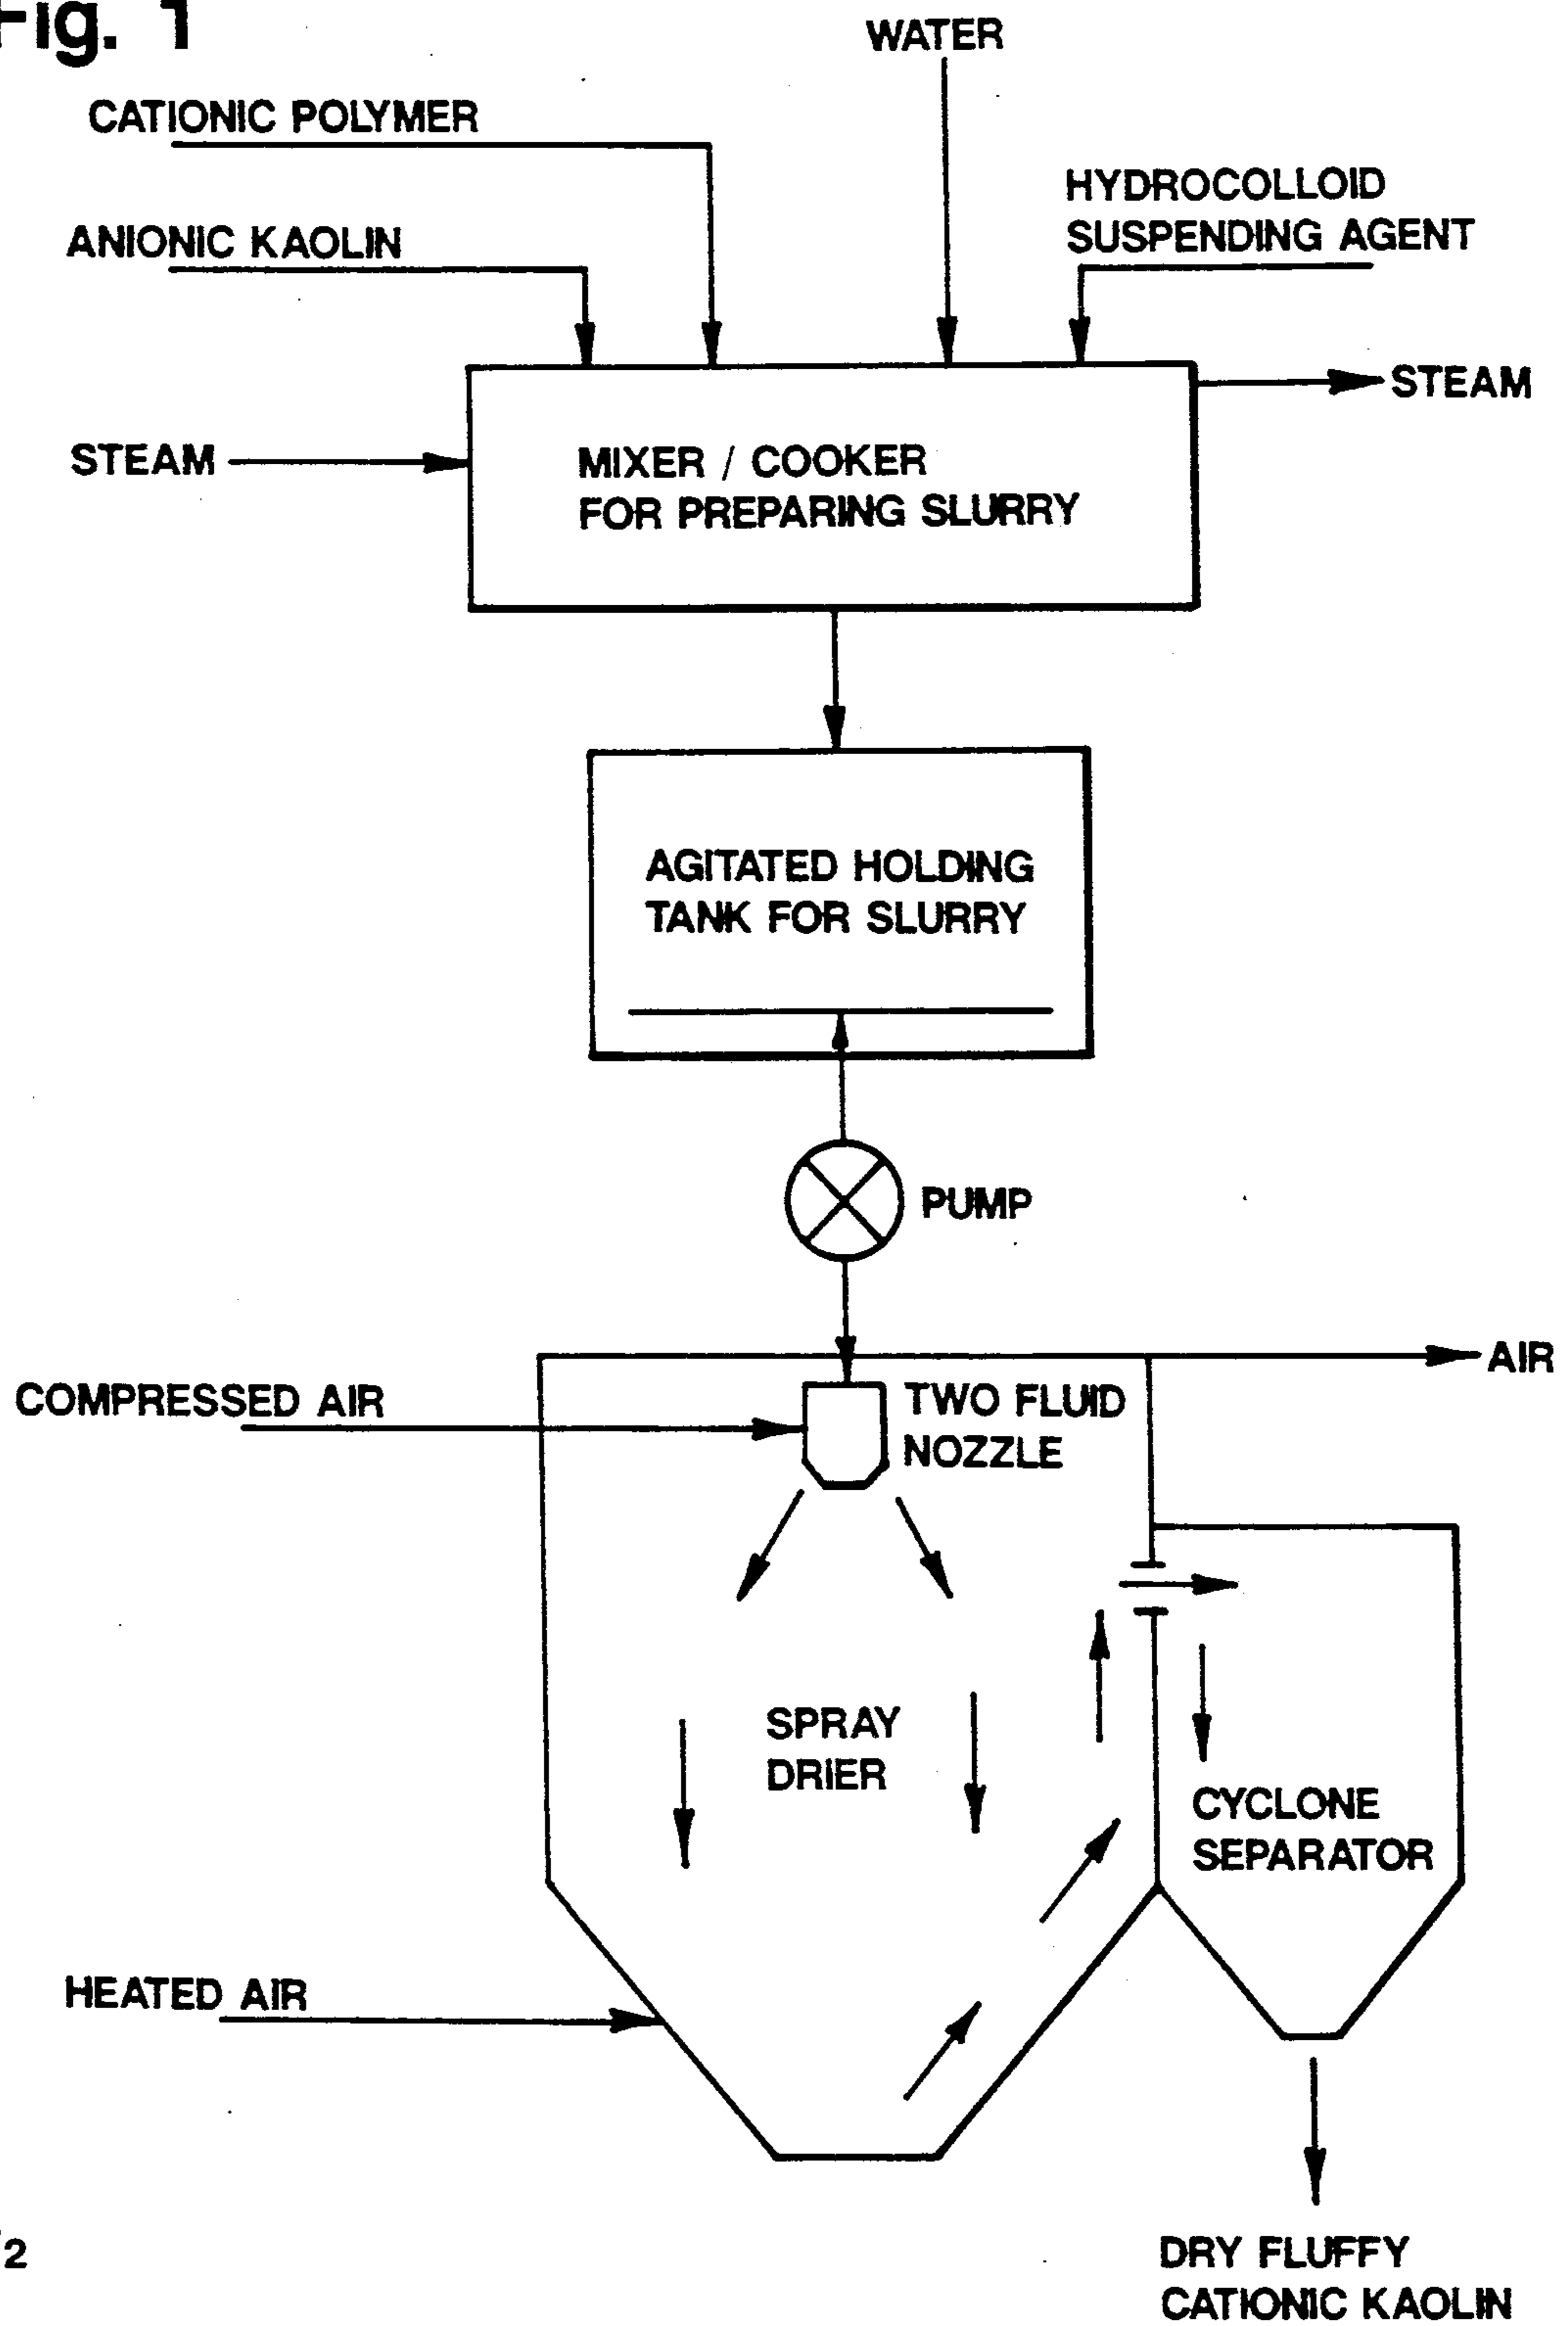 Fig. 1
WATER
CATIONIC POLYMER
HYDROCOLLOID
SUSPENDING AGENT
ANIONIC KAOLIN
STEAM
STEAM
MIXER / COOKER
FOR PREPARING SLURRY
AGITATED HOLDING
TANK FOR SLURRY
PUMP
AIR
COMPRESSED AIR
TWO FLUID
NOZZLE
SPRAY
DRIER
CYCLONE
SEPARATOR
HEATED AIR
2
DRY FLUFFY
CATIONIC KAOLIN